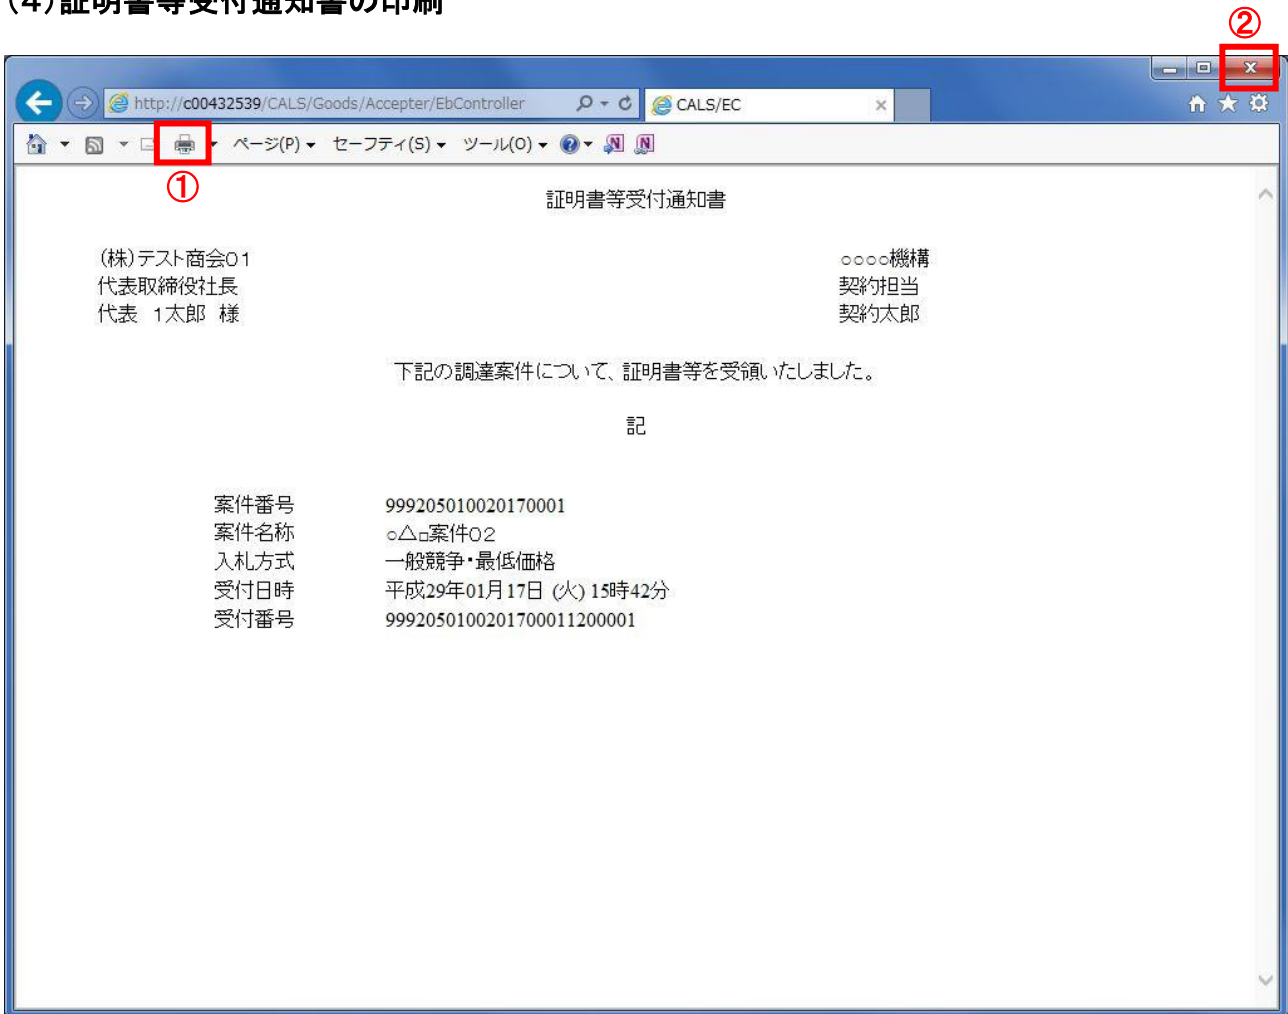 (4)証明書等受付通知書の印刷
②
http://c00432539/CALS/Goods/Accepter/EbController
CALS/EC
ページ(P) セーフティ(S) ツール(O)
①
証明書等受付通知書
(株)テスト商会01
○○○○機構
代表取締役社長
契約担当
代表 1太郎 様
契約太郎
下記の調達案件について、証明書等を受領いたしました。
記
案件番号 999205010020170001
案件名称 ○△□案件02
入札方式 一般競争・最低価格
受付日時 平成29年01月17日 (火) 15時42分
受付番号 9992050100201700011200001